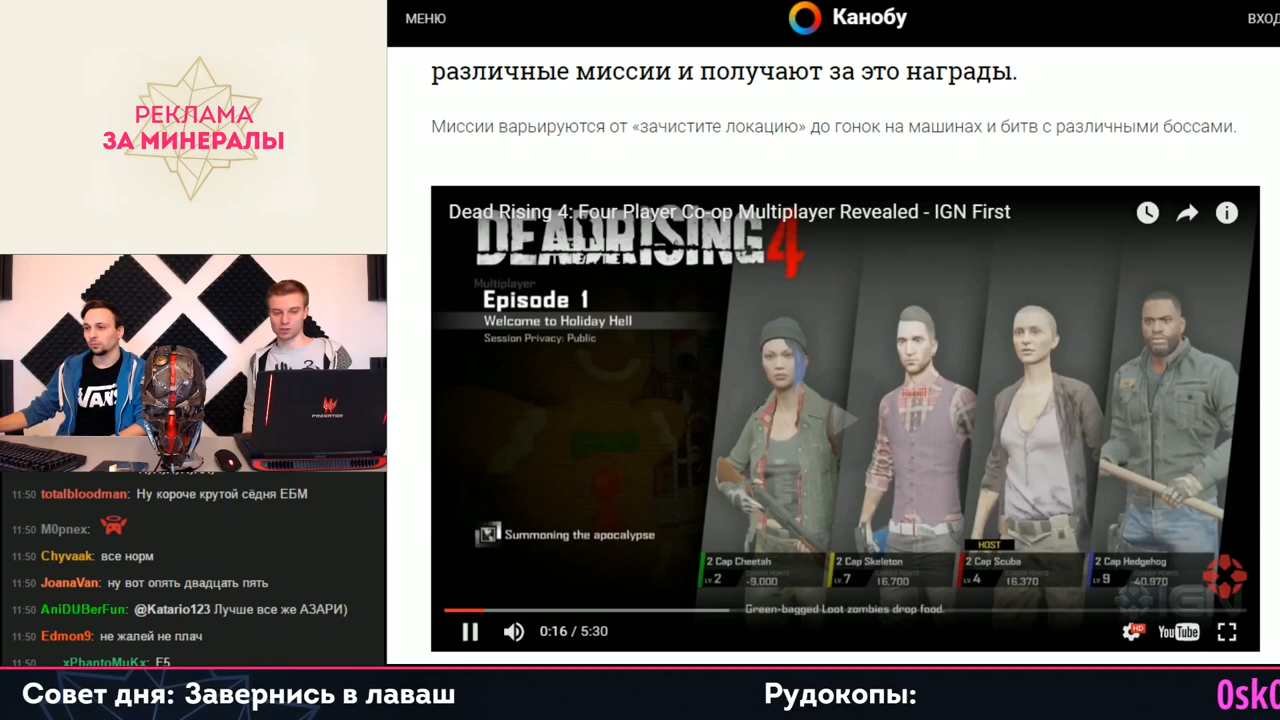 МЕНЮ
Канобу
различные миссии и получают за это награды.
Миссии варьируются от «зачистите локацию» до гонок на машинах и битв с различными боссами.
РЕКЛАМА
ЗА МИНЕРАЛЫ
Dead Rising 4: Four Player Co-op Multiplayer Revealed - IGN First
DEADRISING 4
Multiplayer
Episode 1
Welcome to Holiday Hell
Session Privacy: Public
Summoning the apocalypse
HOST
2 Cap Cheetah
LV. 2 -9,000
2 Cap Skeleton
LV. 7 16,700
2 Cap Scuba
LV. 4 16,370
2 Cap Hedgehog
LV. 9 40,970
Green-bagged Loot zombies drop food.
IGN
0:16 / 5:30
HD
YouTube
VANS
PREDATOR
11:50 totalbloodman: Ну короче крутой сёдня ЕБМ
11:50 M0pnex:
11:50 Chyvaak: все норм
11:50 JoanaVan: ну вот опять двадцать пять
11:50 AniDUBerFun: @Katario123 Лучше все же АЗАРИ)
11:50 Edmon9: не жалей не плач
11:50 xPhantoMuKx: F5
Совет дня: Завернись в лаваш
Рудокопы: